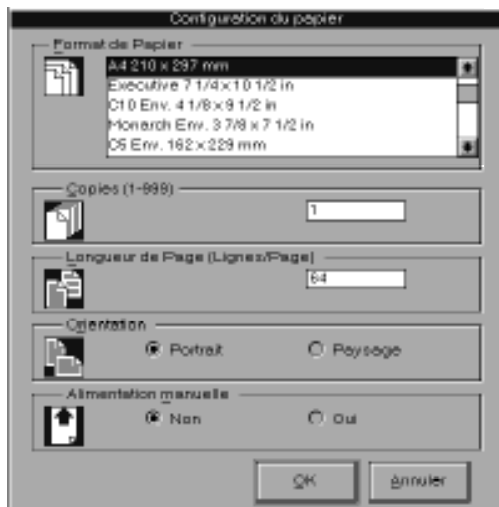 Configuration du papier
Format de Papier
A4 210 x 297 mm
Executive 7 1/4 x 10 1/2 in
C10 Env. 4 1/8 x 9 1/2 in
Monarch Env. 3 7/8 x 7 1/2 in
C5 Env. 162 x 229 mm
Copies (1-999)
1
Longueur de Page (Lignes/Page)
64
Orientation
Portrait Paysage
Alimentation manuelle
Non Oui
OK Annuler